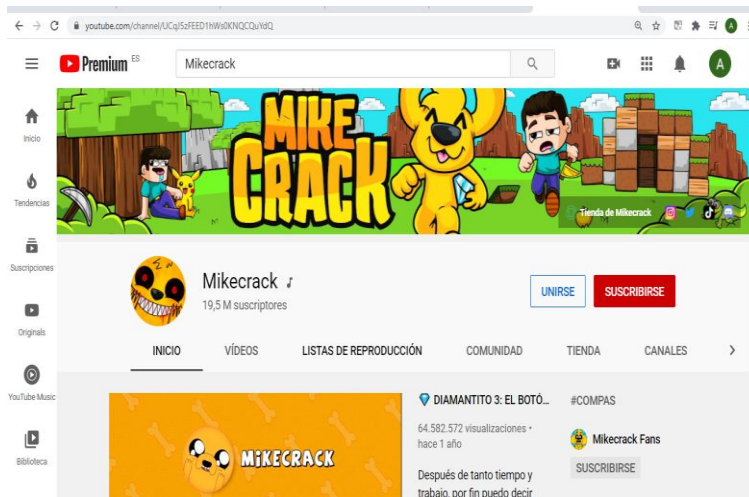 youtube.com/channel/UCqJ5zFEED1hWs0KNQCQuYdQ
Premium ES
Mikecrack
A
A
Inicio
Tendencias
Suscripciones
Originals
YouTube Music
Biblioteca
MIKE
CRACK
Tienda de Mikecrack
Mikecrack
19,5 M suscriptores
UNIRSE
SUSCRIBIRSE
INICIO VÍDEOS LISTAS DE REPRODUCCIÓN COMUNIDAD TIENDA CANALES
MIKECRACK
DIAMANTITO 3: EL BOTÓ...
64.582.572 visualizaciones •
hace 1 año
Después de tanto tiempo y
trabajo, por fin puedo decir
#COMPAS
Mikecrack Fans
SUSCRIBIRSE